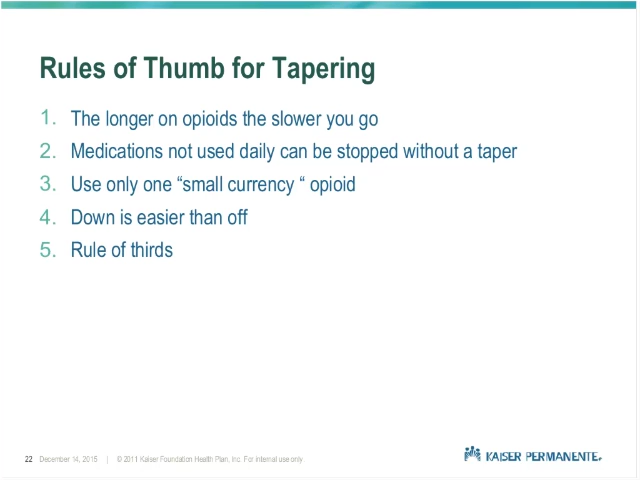 Rules of Thumb for Tapering
1. The longer on opioids the slower you go
2. Medications not used daily can be stopped without a taper
3. Use only one “small currency “ opioid
4. Down is easier than off
5. Rule of thirds
22 December 14, 2015 | © 2011 Kaiser Foundation Health Plan, Inc. For internal use only
KAISER PERMANENTE.